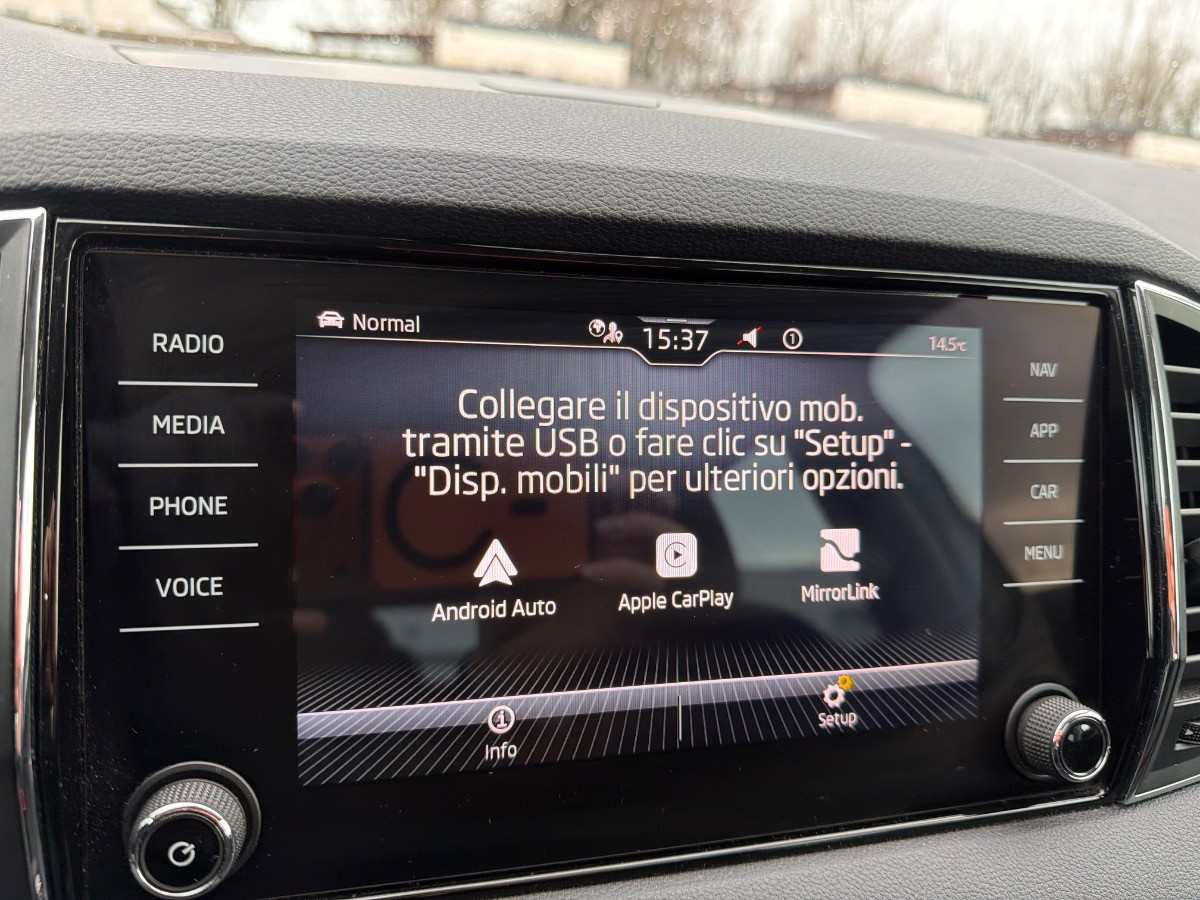 Normal
15:37
1
14.5°C
RADIO
MEDIA
PHONE
VOICE
Collegare il dispositivo mob.
tramite USB o fare clic su "Setup" -
"Disp. mobili" per ulteriori opzioni.
Android Auto
Apple CarPlay
MirrorLink
Info
Setup
NAV
APP
CAR
MENU